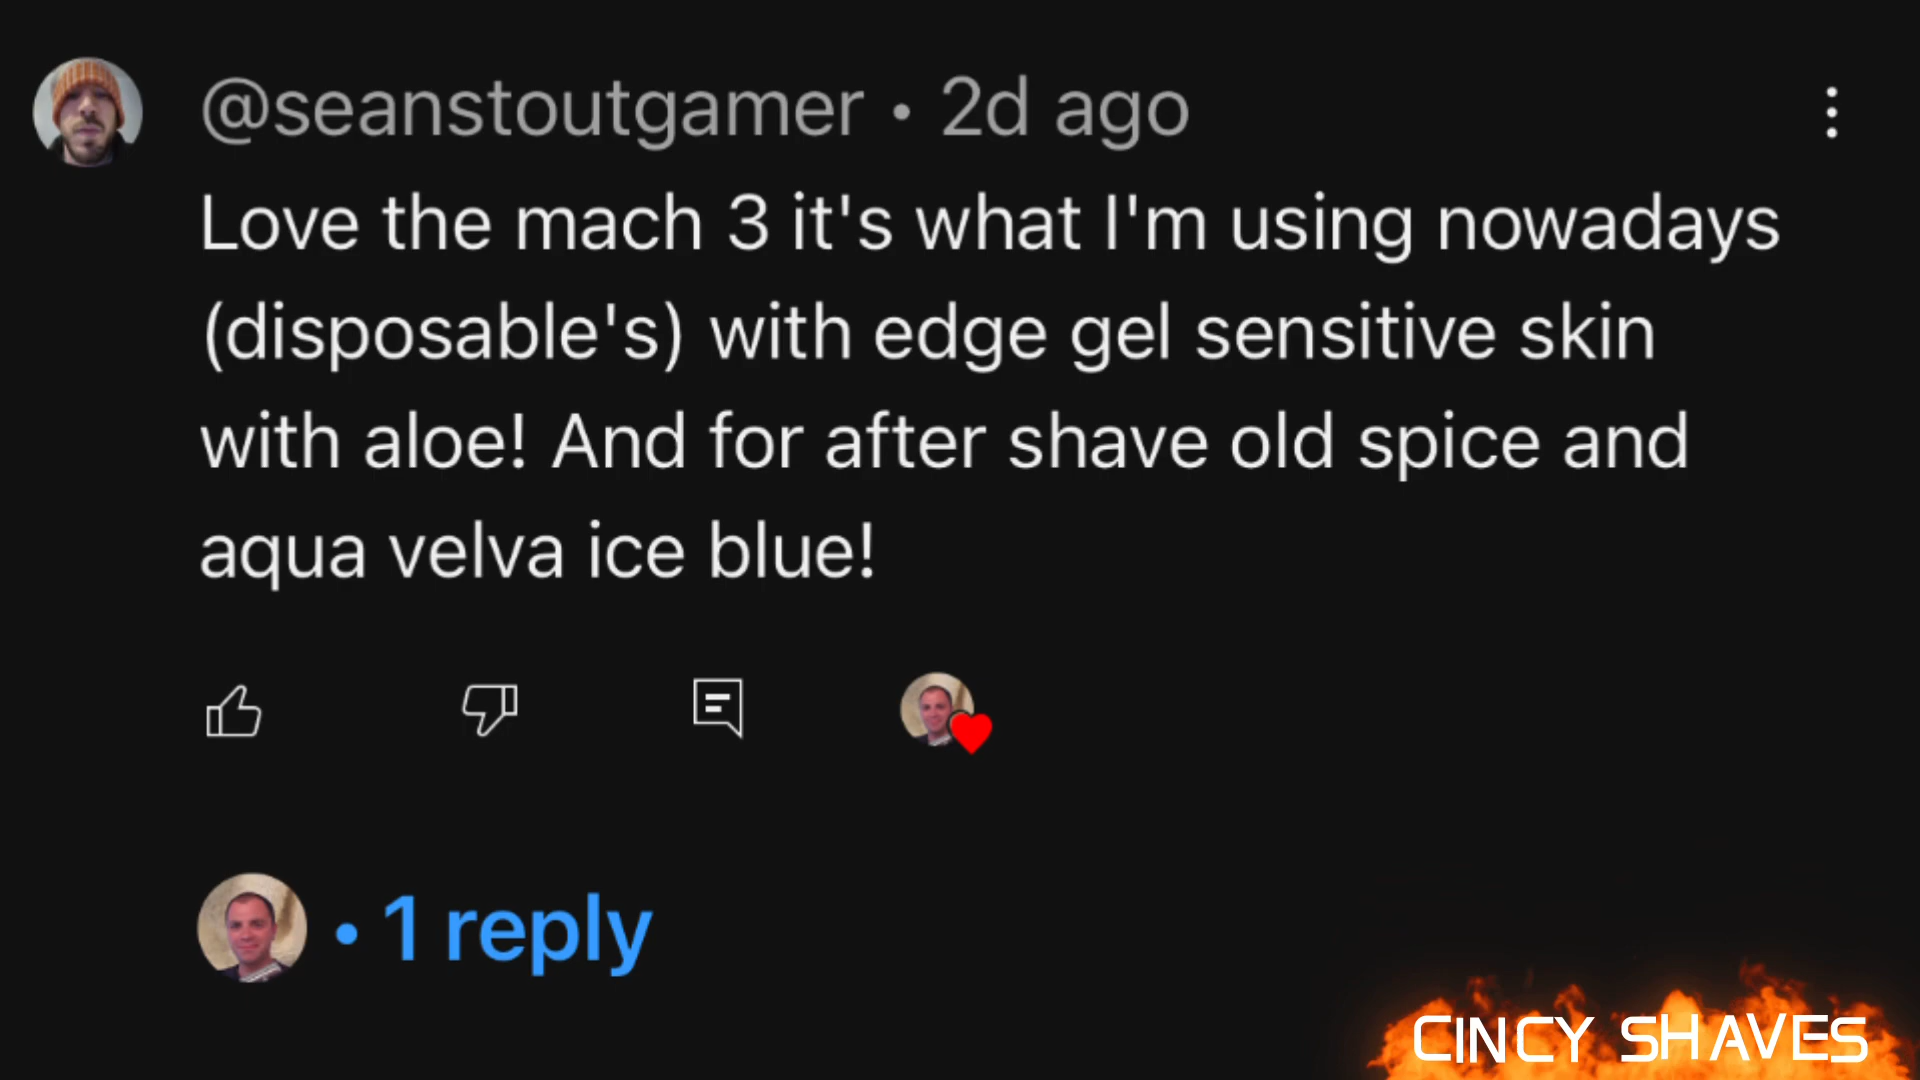 @seanstoutgamer • 2d ago
Love the mach 3 it's what I'm using nowadays
(disposable's) with edge gel sensitive skin
with aloe! And for after shave old spice and
aqua velva ice blue!
• 1 reply
CINCY SHAVES